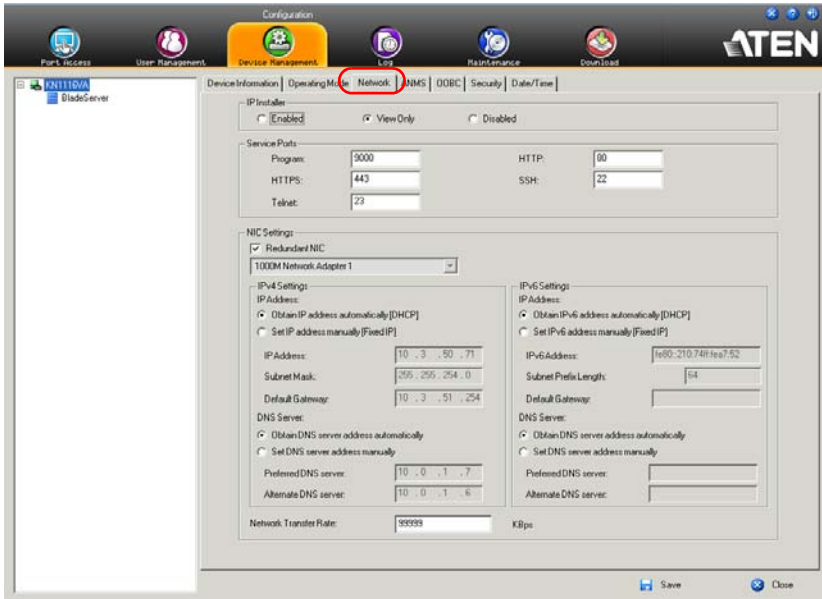 Configuration
ATEN
Port Access
User Management
Device Management
Log
Maintenance
Download
KN1116VA
BladeServer
Device Information
Operating Mode
Network
ANMS
OOBC
Security
Date/Time
IP Installer
Enabled
View Only
Disabled
Service Ports
Program: 9000
HTTP: 80
HTTPS: 443
SSH: 22
Telnet: 23
NIC Settings
Redundant NIC
1000M Network Adapter 1
IPv4 Settings
IP Address:
Obtain IP address automatically [DHCP]
Set IP address manually [Fixed IP]
IP Address: 10 . 3 . 50 . 71
Subnet Mask: 255 . 255 . 254 . 0
Default Gateway: 10 . 3 . 51 . 254
DNS Server:
Obtain DNS server address automatically
Set DNS server address manually
Preferred DNS server: 10 . 0 . 1 . 7
Alternate DNS server: 10 . 0 . 1 . 6
IPv6 Settings
IP Address:
Obtain IPv6 address automatically [DHCP]
Set IPv6 address manually [Fixed IP]
IPv6 Address: fe80::210:74ff:fea7:52
Subnet Prefix Length: 64
Default Gateway:
DNS Server:
Obtain DNS server address automatically
Set DNS server address manually
Preferred DNS server:
Alternate DNS server:
Network Transfer Rate: 99999 KBps
Save
Close